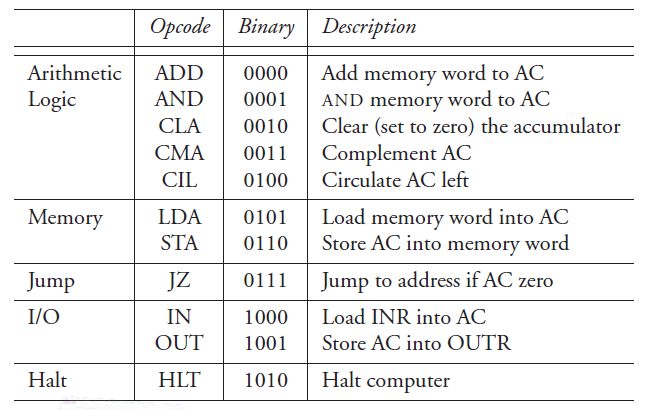 Opcode Binary Description
Arithmetic ADD 0000 Add memory word to AC
Logic AND 0001 AND memory word to AC
CLA 0010 Clear (set to zero) the accumulator
CMA 0011 Complement AC
CIL 0100 Circulate AC left
Memory LDA 0101 Load memory word into AC
STA 0110 Store AC into memory word
Jump JZ 0111 Jump to address if AC zero
I/O IN 1000 Load INR into AC
OUT 1001 Store AC into OUTR
Halt HLT 1010 Halt computer